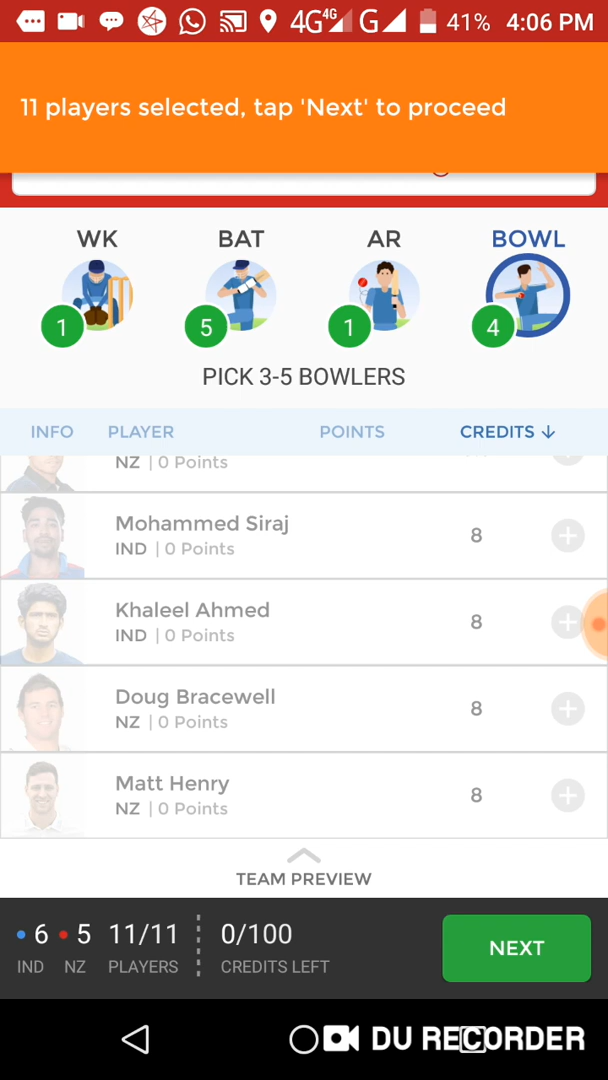 4G 4G G 41% 4:06 PM
11 players selected, tap 'Next' to proceed
WK BAT AR BOWL
1 5 1 4
PICK 3-5 BOWLERS
INFO PLAYER POINTS CREDITS ↓
NZ | 0 Points
Mohammed Siraj
IND | 0 Points
8
Khaleel Ahmed
IND | 0 Points
8
Doug Bracewell
NZ | 0 Points
8
Matt Henry
NZ | 0 Points
8
TEAM PREVIEW
6 5 11/11 0/100
IND NZ PLAYERS CREDITS LEFT
NEXT
DU RECORDER